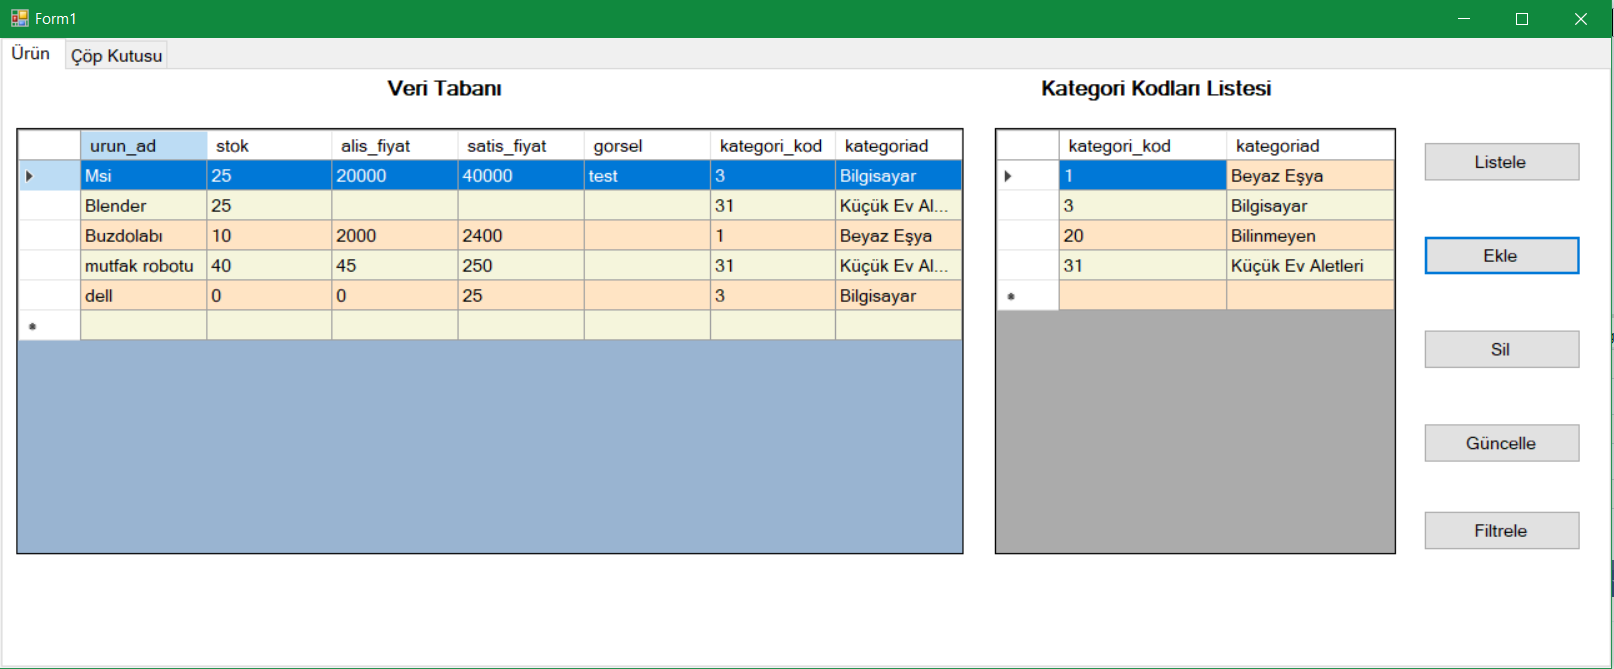 Form1
Ürün Çöp Kutusu
Veri Tabanı
urun_ad stok alis_fiyat satis_fiyat gorsel kategori_kod kategoriad
Msi 25 20000 40000 test 3 Bilgisayar
Blender 25 31 Küçük Ev Al...
Buzdolabı 10 2000 2400 1 Beyaz Eşya
mutfak robotu 40 45 250 31 Küçük Ev Al...
dell 0 0 25 3 Bilgisayar
Kategori Kodları Listesi
kategori_kod kategoriad
1 Beyaz Eşya
3 Bilgisayar
20 Bilinmeyen
31 Küçük Ev Aletleri
Listele
Ekle
Sil
Güncelle
Filtrele